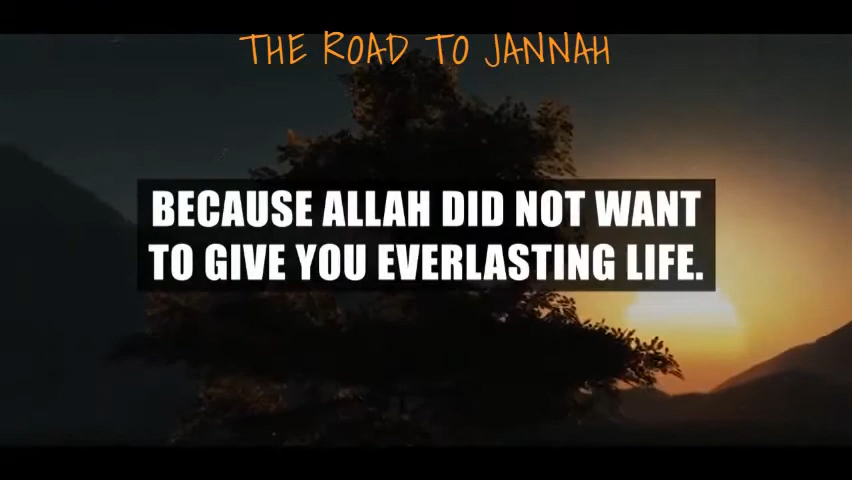 THE ROAD TO JANNAH
BECAUSE ALLAH DID NOT WANT
TO GIVE YOU EVERLASTING LIFE.